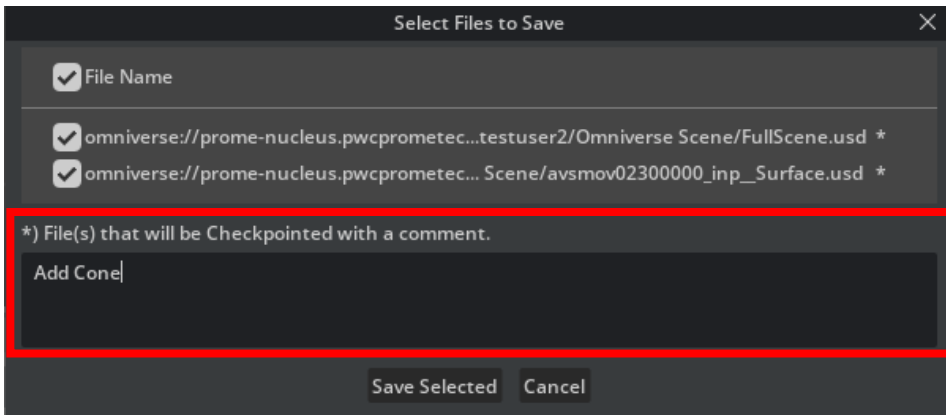 Select Files to Save
File Name
omniverse://prome-nucleus.pwcprometec...testuser2/Omniverse Scene/FullScene.usd *
omniverse://prome-nucleus.pwcprometec... Scene/avsmov02300000_inp__Surface.usd *
*) File(s) that will be Checkpointed with a comment.
Add Cone
Save Selected Cancel